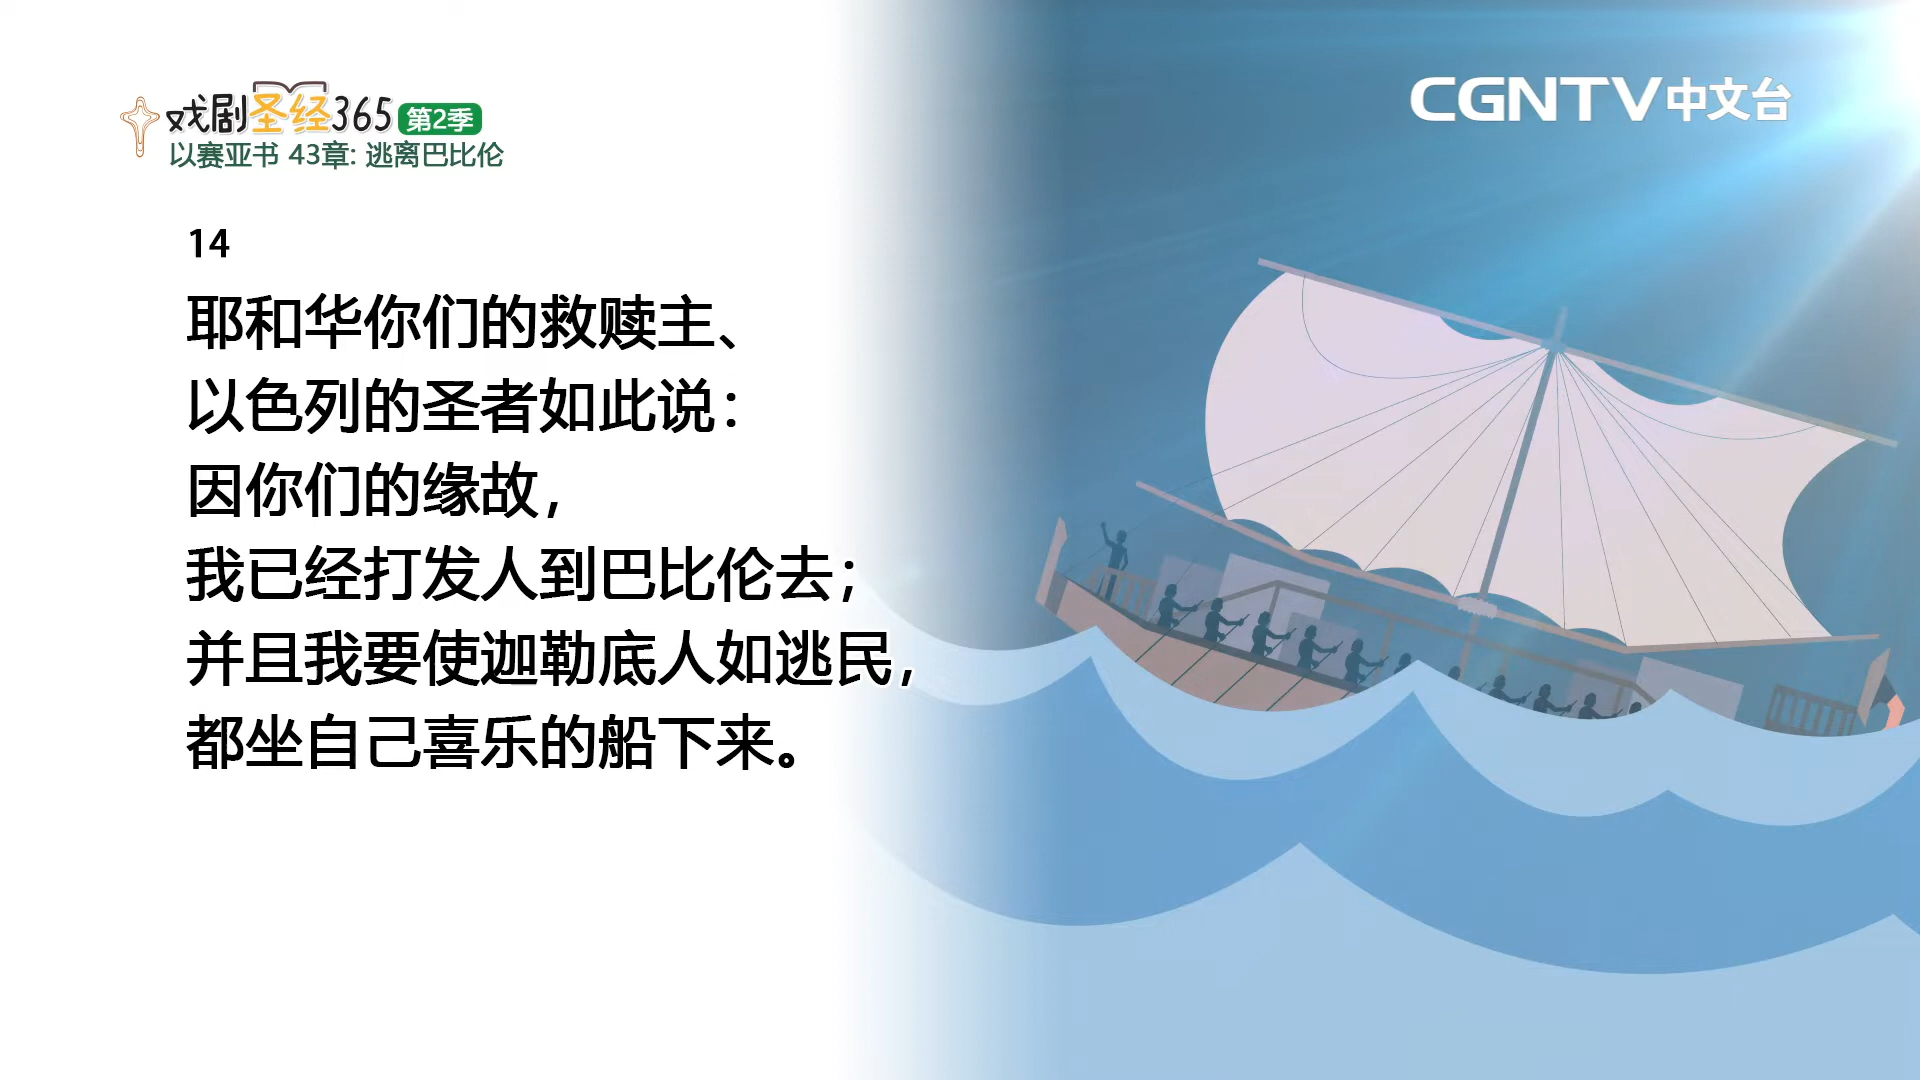 戏剧圣经365 第2季
以赛亚书 43章: 逃离巴比伦
CGNTV中文台
14
耶和华你们的救赎主、
以色列的圣者如此说：
因你们的缘故，
我已经打发人到巴比伦去；
并且我要使迦勒底人如逃民，
都坐自己喜乐的船下来。